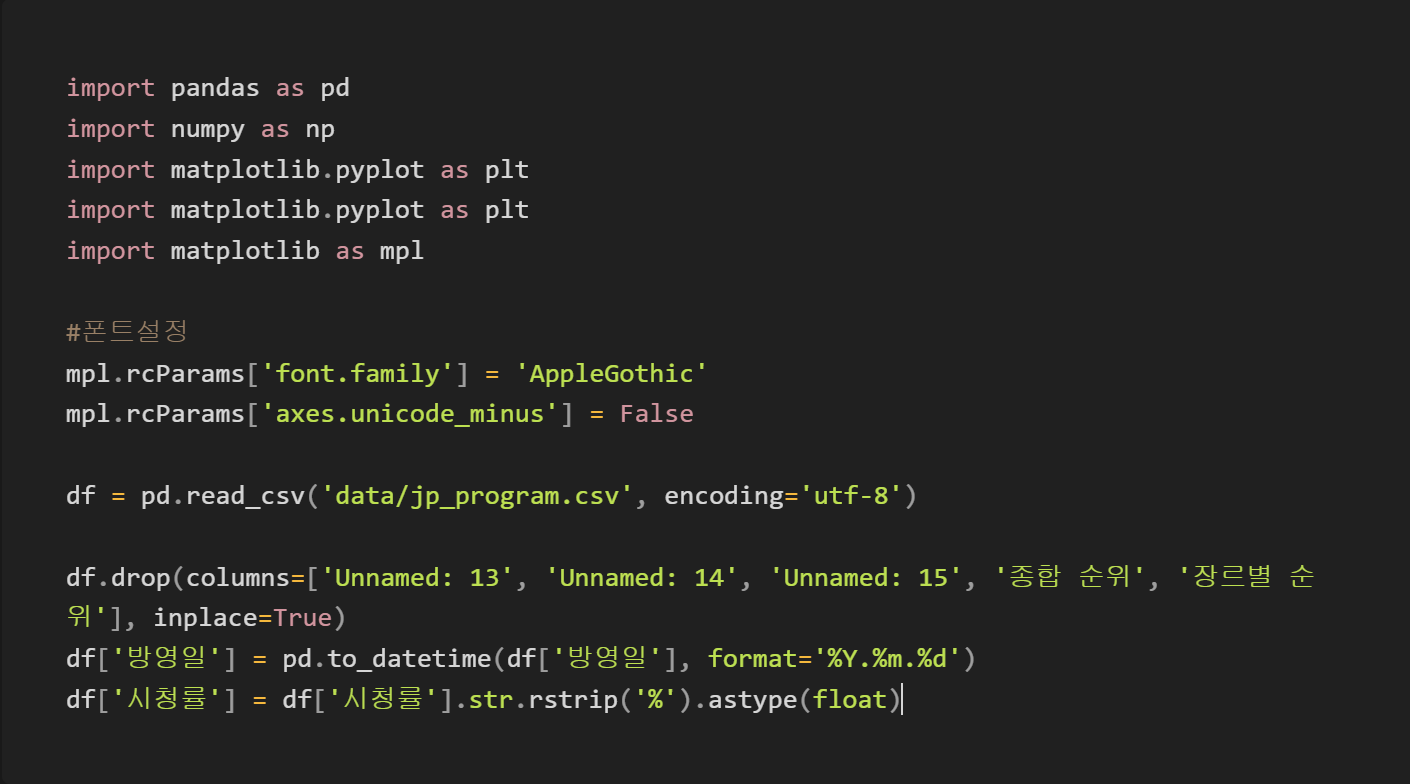 import pandas as pd
import numpy as np
import matplotlib.pyplot as plt
import matplotlib.pyplot as plt
import matplotlib as mpl
#폰트설정
mpl.rcParams['font.family'] = 'AppleGothic'
mpl.rcParams['axes.unicode_minus'] = False
df = pd.read_csv('data/jp_program.csv', encoding='utf-8')
df.drop(columns=['Unnamed: 13', 'Unnamed: 14', 'Unnamed: 15', '종합 순위', '장르별 순
위'], inplace=True)
df['방영일'] = pd.to_datetime(df['방영일'], format='%Y.%m.%d')
df['시청률'] = df['시청률'].str.rstrip('%').astype(float)